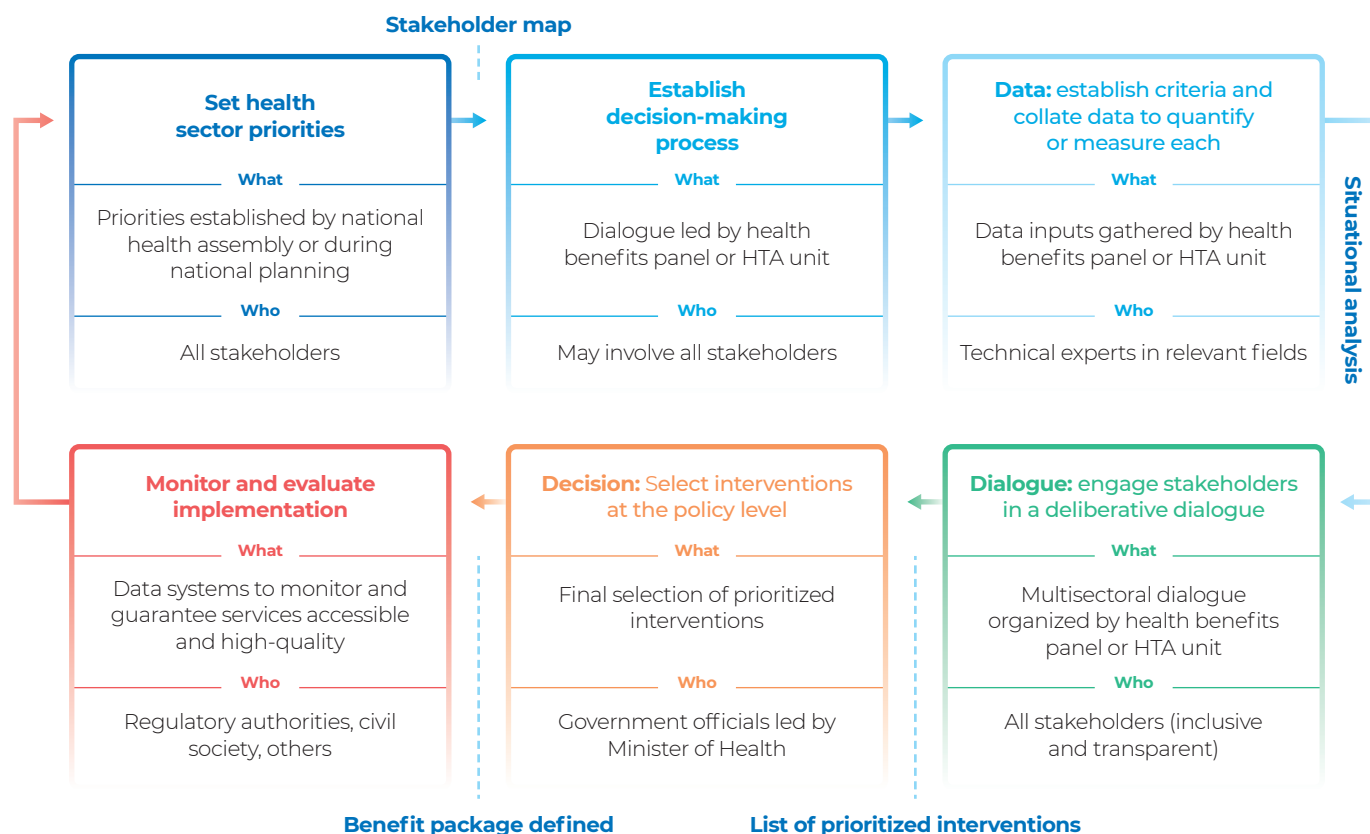 Stakeholder map
Set health
sector priorities
What
Priorities established by national
health assembly or during
national planning
Who
All stakeholders
Establish
decision-making
process
What
Dialogue led by health
benefits panel or HTA unit
Who
May involve all stakeholders
Data: establish criteria and
collate data to quantify
or measure each
What
Data inputs gathered by health
benefits panel or HTA unit
Who
Technical experts in relevant fields
Situational analysis
Dialogue: engage stakeholders
in a deliberative dialogue
What
Multisectoral dialogue
organized by health benefits
panel or HTA unit
Who
All stakeholders (inclusive
and transparent)
List of prioritized interventions
Decision: Select interventions
at the policy level
What
Final selection of prioritized
interventions
Who
Government officials led by
Minister of Health
Benefit package defined
Monitor and evaluate
implementation
What
Data systems to monitor and
guarantee services accessible
and high-quality
Who
Regulatory authorities, civil
society, others